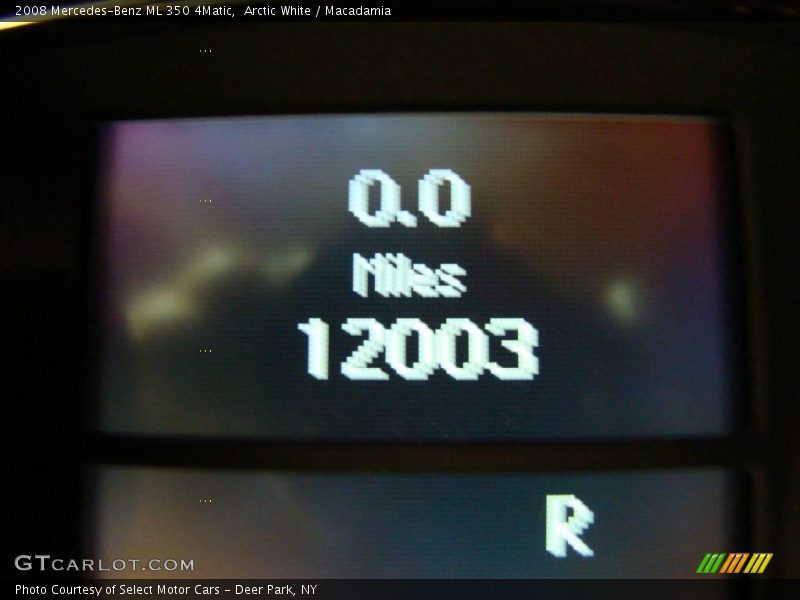 2008 Mercedes-Benz ML 350 4Matic,  Arctic White / Macadamia
0.0
Miles
12003
R
GTCARLOT.COM
Photo Courtesy of Select Motor Cars - Deer Park, NY